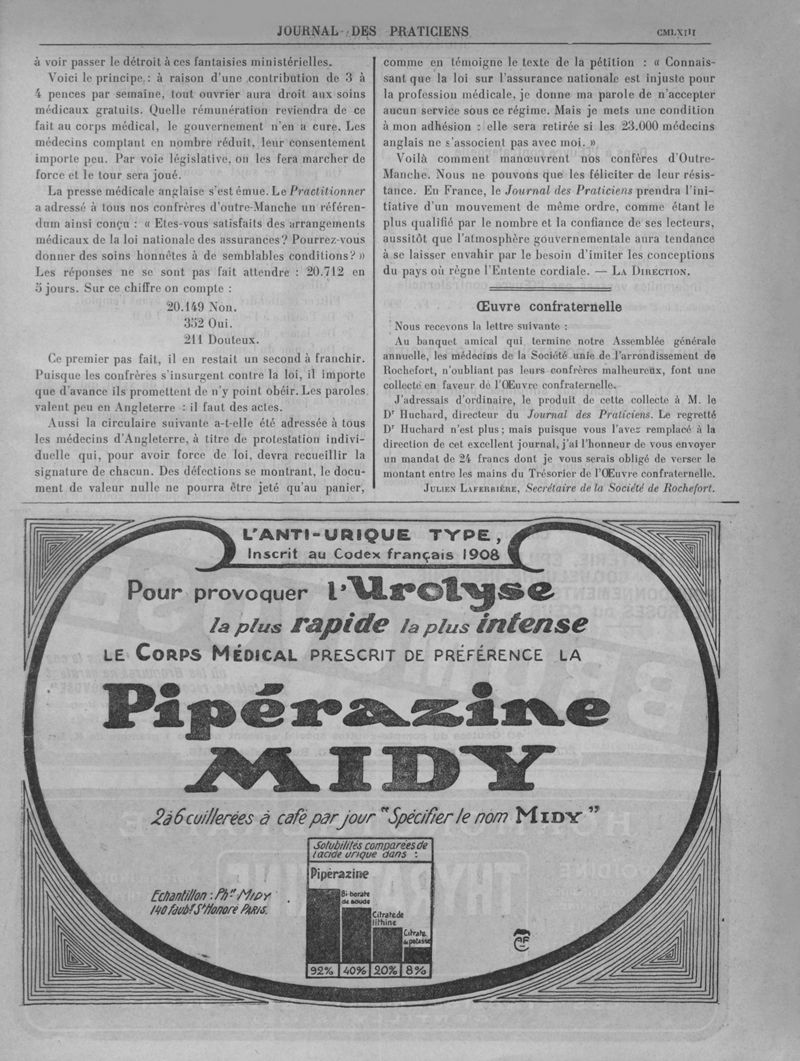 JOURNAL DES PRATICIENS CMLXIII
à voir passer le détroit à ces fantaisies ministérielles.
Voici le principe : à raison d'une contribution de 3 à
4 pences par semaine, tout ouvrier aura droit aux soins
médicaux gratuits. Quelle rémunération reviendra de ce
fait au corps médical, le gouvernement n'en a cure. Les
médecins comptant en nombre réduit, leur consentement
importe peu. Par voie législative, on les fera marcher de
force et le tour sera joué.
La presse médicale anglaise s'est émue. Le Practitionner
a adressé à tous nos confrères d'outre-Manche un référen-
dum ainsi conçu : « Etes-vous satisfaits des arrangements
médicaux de la loi nationale des assurances? Pourrez-vous
donner des soins honnêtes à de semblables conditions? »
Les réponses ne se sont pas fait attendre : 20.712 en
5 jours. Sur ce chiffre on compte :
20.149 Non.
352 Oui.
211 Douteux.
Ce premier pas fait, il en restait un second à franchir.
Puisque les confrères s'insurgent contre la loi, il importe
que d'avance ils promettent de n'y point obéir. Les paroles
valent peu en Angleterre : il faut des actes.
Aussi la circulaire suivante a-t-elle été adressée à tous
les médecins d'Angleterre, à titre de protestation indivi-
duelle qui, pour avoir force de loi, devra recueillir la
signature de chacun. Des défections se montrant, le docu-
ment de valeur nulle ne pourra être jeté qu'au panier,
comme en témoigne le texte de la pétition : « Connais-
sant que la loi sur l'assurance nationale est injuste pour
la profession médicale, je donne ma parole de n'accepter
aucun service sous ce régime. Mais je mets une condition
à mon adhésion : elle sera retirée si les 23.000 médecins
anglais ne s'associent pas avec moi. »
Voilà comment manœuvrent nos confères d'Outre-
Manche. Nous ne pouvons que les féliciter de leur résis-
tance. En France, le Journal des Praticiens prendra l'ini-
tiative d'un mouvement de même ordre, comme étant le
plus qualifié par le nombre et la confiance de ses lecteurs,
aussitôt que l'atmosphère gouvernementale aura tendance
à se laisser envahir par le besoin d'imiter les conceptions
du pays où règne l'Entente cordiale. — LA DIRECTION.
Œuvre confraternelle
Nous recevons la lettre suivante :
Au banquet amical qui termine notre Assemblée générale
annuelle, les médecins de la Société unie de l'arrondissement de
Rochefort, n'oubliant pas leurs confrères malheureux, font une
collecte en faveur de l'Œuvre confraternelle.
J'adressais d'ordinaire, le produit de cette collecte à M. le
Dr Huchard, directeur du Journal des Praticiens. Le regretté
Dr Huchard n'est plus; mais puisque vous l'avez remplacé à la
direction de cet excellent journal, j'ai l'honneur de vous envoyer
un mandat de 24 francs dont je vous serais obligé de verser le
montant entre les mains du Trésorier de l'Œuvre confraternelle.
JULIEN LAFERRIÈRE, Secrétaire de la Société de Rochefort.
L'ANTI-URIQUE TYPE,
Inscrit au Codex français 1908
Pour provoquer l'Urolyse
la plus rapide la plus intense
LE CORPS MÉDICAL PRESCRIT DE PRÉFÉRENCE LA
Pipérazine
MIDY
2 à 6 cuillerées à café par jour "Spécifier le nom MIDY"
Solubilités comparées de
l'acide urique dans :
Pipérazine
Bi-borate
de soude
Citrate de
lithine
Citrate
de potasse
92% 40% 20% 8%
Echantillon : Phie MIDY
140 faubg St Honoré PARIS.
AF